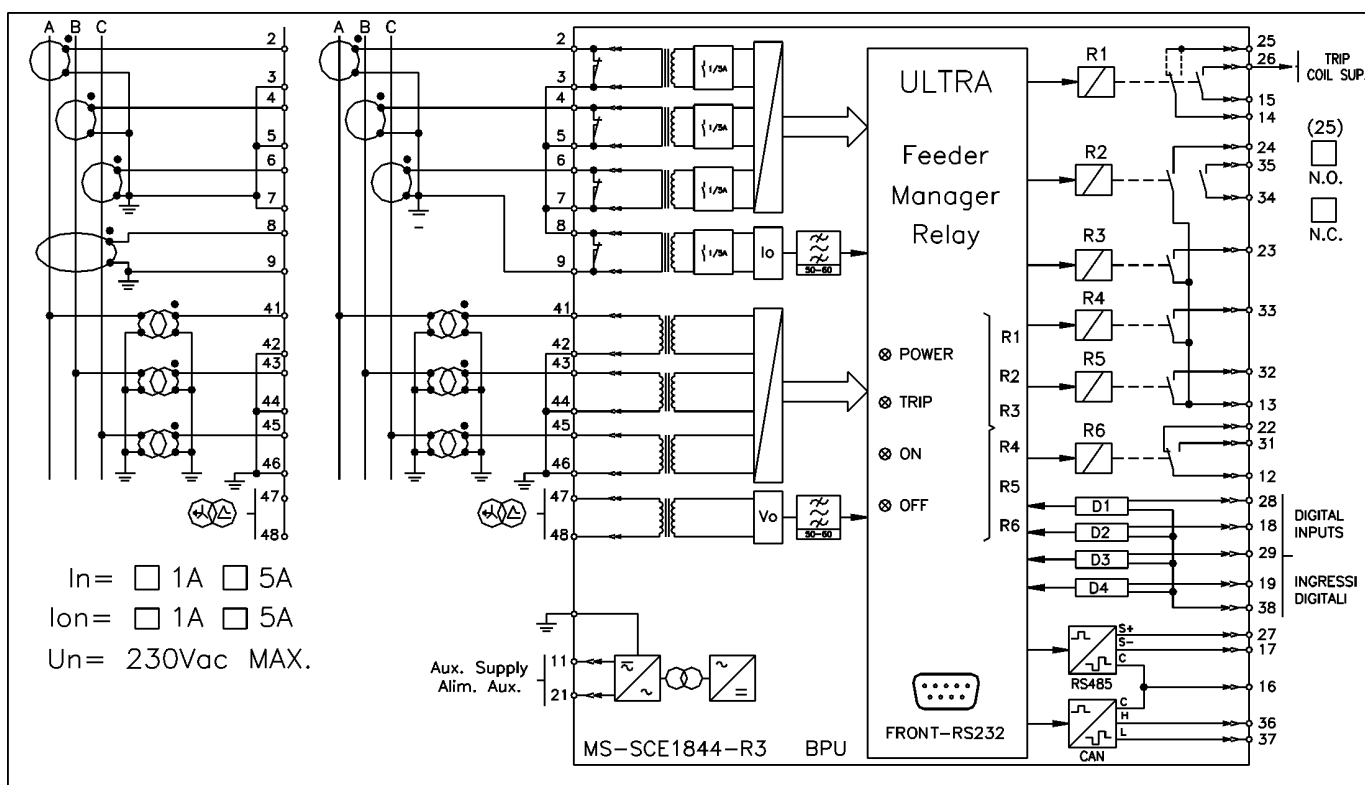 A B C
2
3
4
5
6
7
8
9
41
42
43
44
45
46
47
48
In= 1A 5A
Ion= 1A 5A
Un= 230Vac MAX.
A B C
2
3
4
5
6
7
8
9
41
42
43
44
45
46
47
48
Aux. Supply
Alim. Aux.
11
21
1/5A
1/5A
1/5A
1/5A
Io
50-60
Vo
50-60
MS-SCE1844-R3 BPU
ULTRA
Feeder
Manager
Relay
POWER
TRIP
ON
OFF
R1
R2
R3
R4
R5
R6
FRONT-RS232
R1
R2
R3
R4
R5
R6
D1
D2
D3
D4
S+
S-
C
RS485
C
H
L
CAN
25
26
15
14
24
35
34
23
33
32
13
22
31
12
28
18
29
19
38
27
17
16
36
37
TRIP
COIL SUP.
(25)
N.O.
N.C.
DIGITAL
INPUTS
INGRESSI
DIGITALI